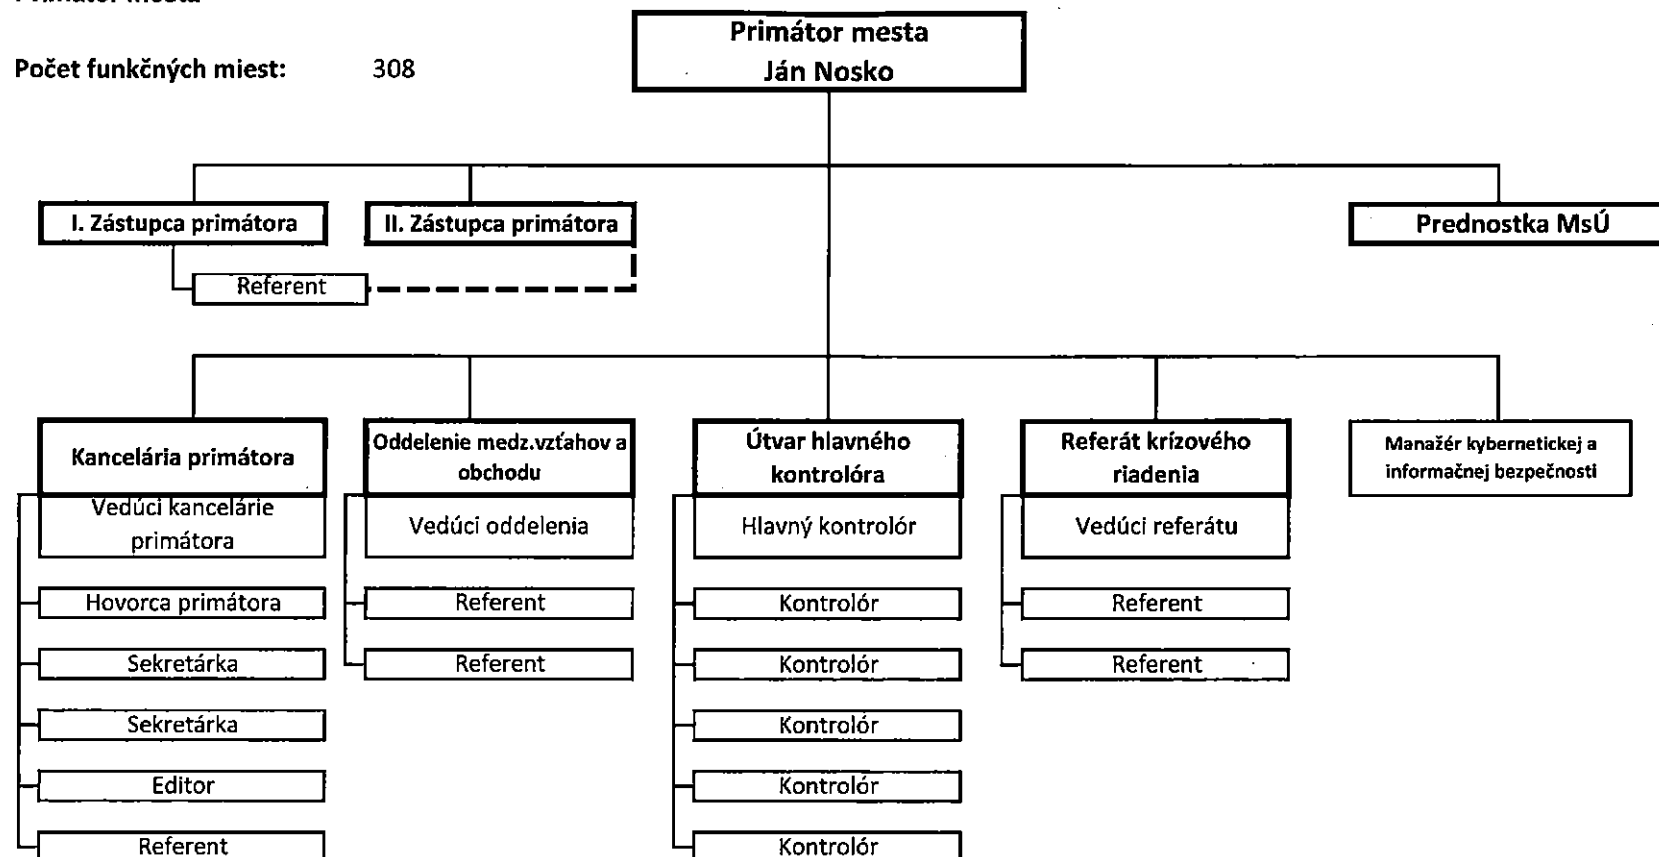 Primátor mesta
Počet funkčných miest: 308
Primátor mesta
Ján Nosko
I. Zástupca primátora
II. Zástupca primátora
Prednostka MsÚ
Referent
Kancelária primátora
Oddelenie medz.vzťahov a
obchodu
Útvar hlavného
kontrolóra
Referát krízového
riadenia
Manažér kybernetickej a
informačnej bezpečnosti
Vedúci kancelárie
primátora
Vedúci oddelenia
Hlavný kontrolór
Vedúci referátu
Hovorca primátora
Referent
Kontrolór
Referent
Sekretárka
Referent
Kontrolór
Referent
Sekretárka
Kontrolór
Editor
Kontrolór
Referent
Kontrolór